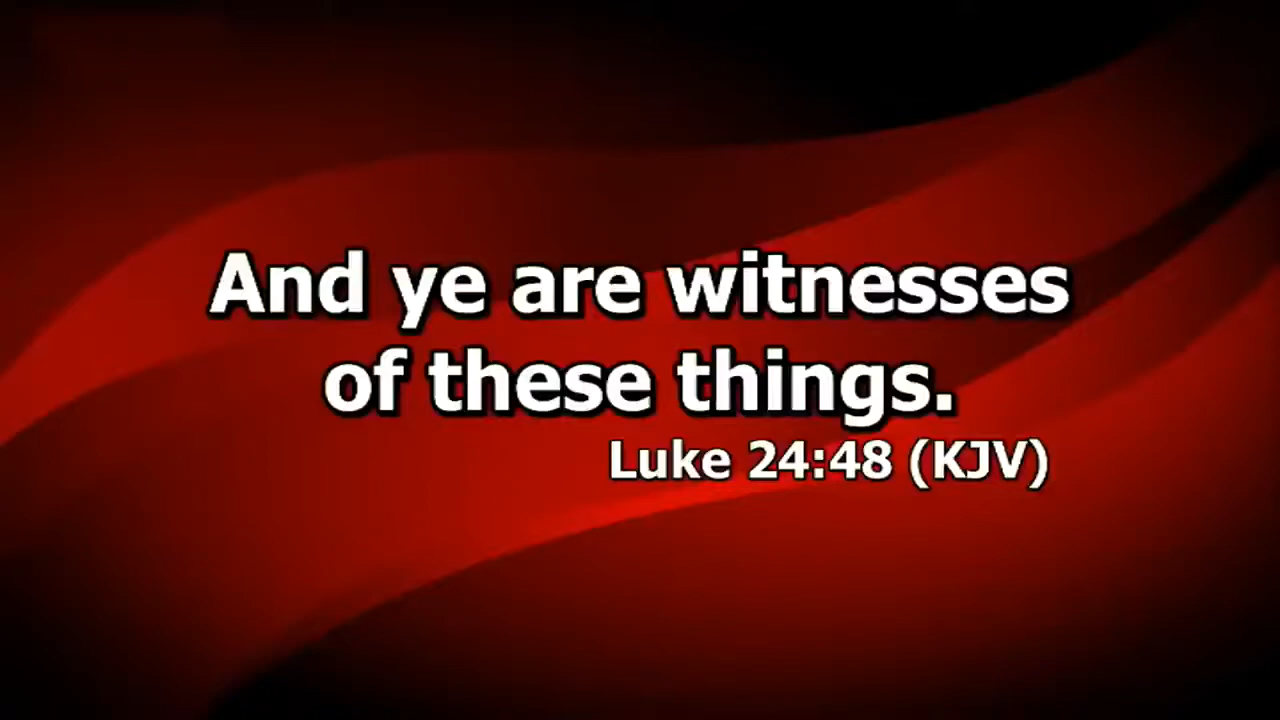 And ye are witnesses
of these things.
Luke 24:48 (KJV)